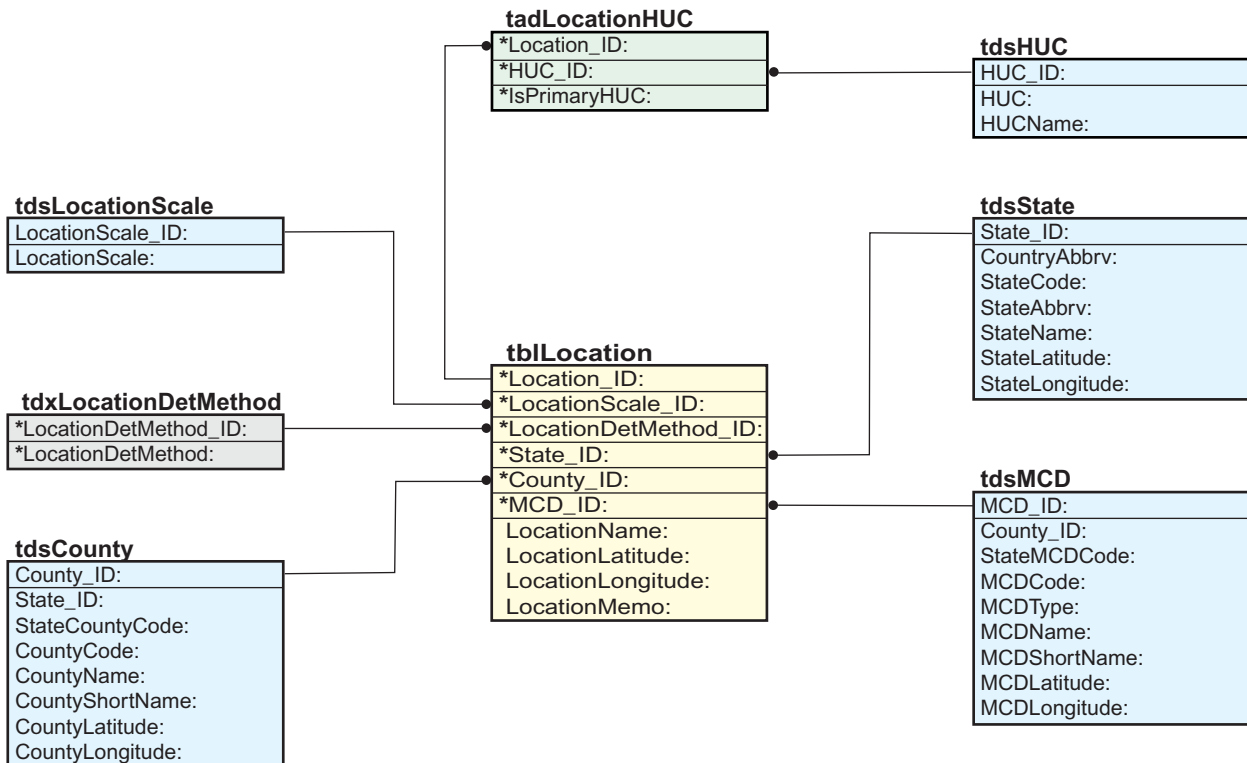 tadLocationHUC
*Location_ID:
*HUC_ID:
*IsPrimaryHUC:
tdsHUC
HUC_ID:
HUC:
HUCName:
tdsLocationScale
LocationScale_ID:
LocationScale:
tdsState
State_ID:
CountryAbbrv:
StateCode:
StateAbbrv:
StateName:
StateLatitude:
StateLongitude:
tblLocation
*Location_ID:
*LocationScale_ID:
*LocationDetMethod_ID:
*State_ID:
*County_ID:
*MCD_ID:
LocationName:
LocationLatitude:
LocationLongitude:
LocationMemo:
tdxLocationDetMethod
*LocationDetMethod_ID:
*LocationDetMethod:
tdsMCD
MCD_ID:
County_ID:
StateMCDCode:
MCDCode:
MCDType:
MCDName:
MCDShortName:
MCDLatitude:
MCDLongitude:
tdsCounty
County_ID:
State_ID:
StateCountyCode:
CountyCode:
CountyName:
CountyShortName:
CountyLatitude:
CountyLongitude: